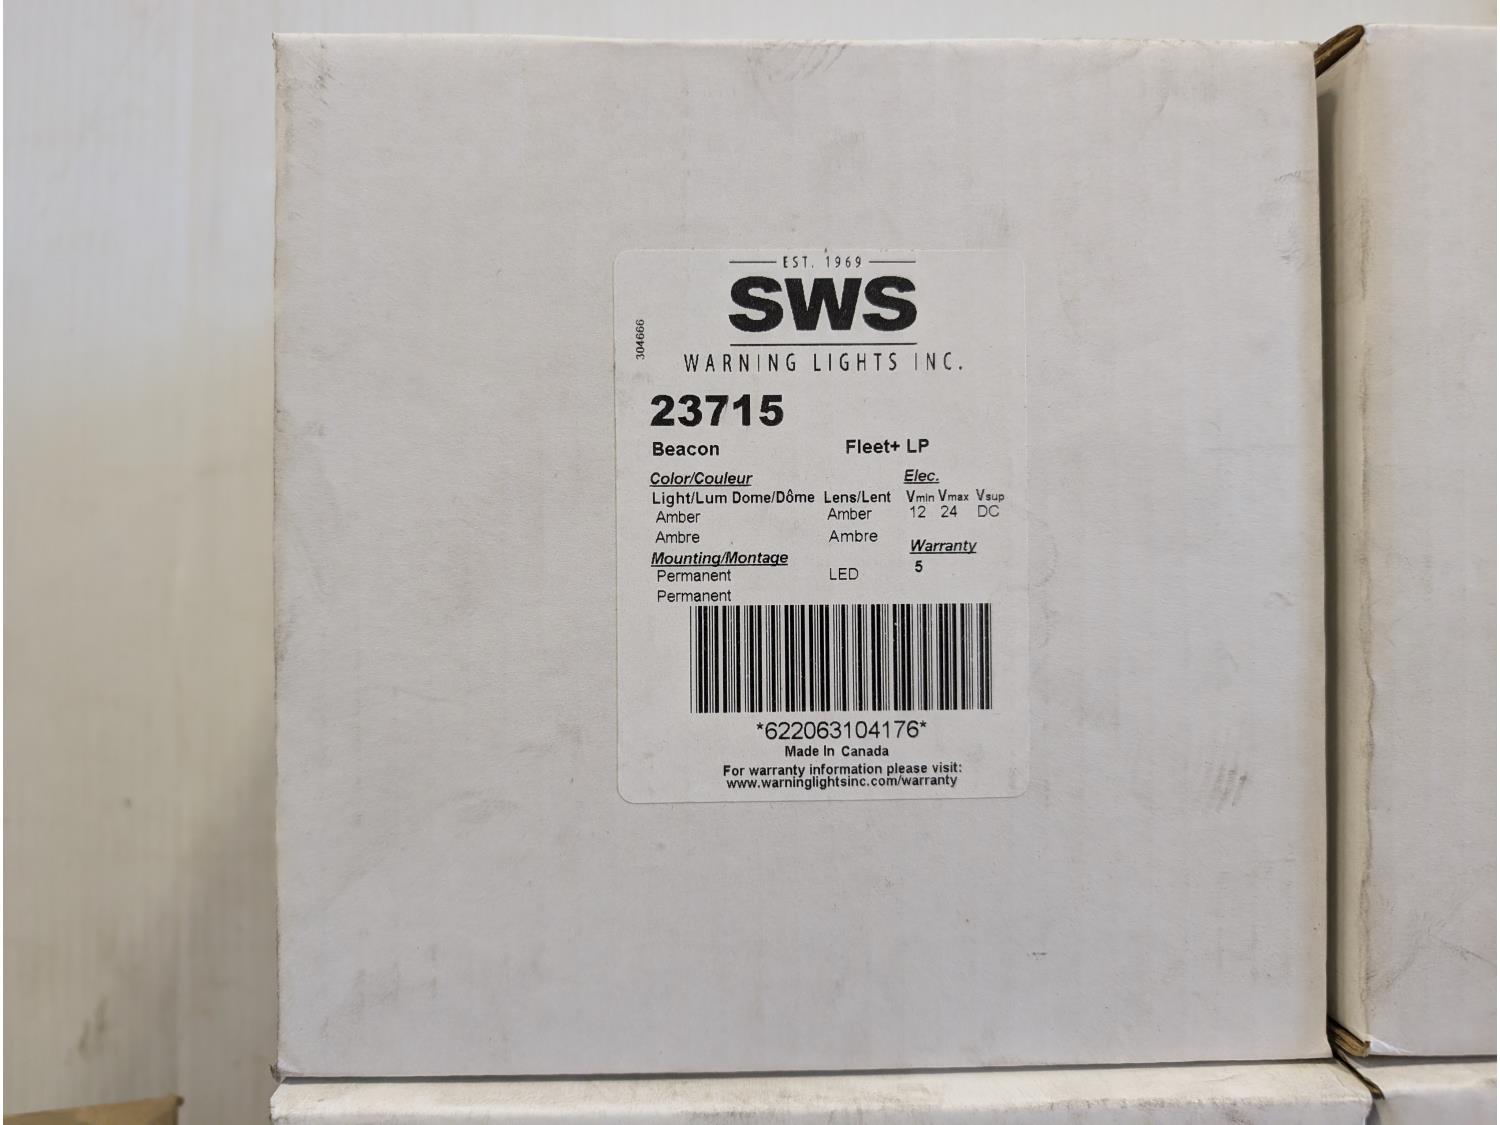 EST. 1969
SWS
WARNING LIGHTS INC.
304666
23715
Beacon Fleet+ LP
Color/Couleur Elec.
Light/Lum Dome/Dôme Lens/Lent Vmin Vmax Vsup
Amber Amber 12 24 DC
Ambre Ambre
Warranty
Mounting/Montage
5
Permanent LED
Permanent
*622063104176*
Made In Canada
For warranty information please visit:
www.warninglightsinc.com/warranty